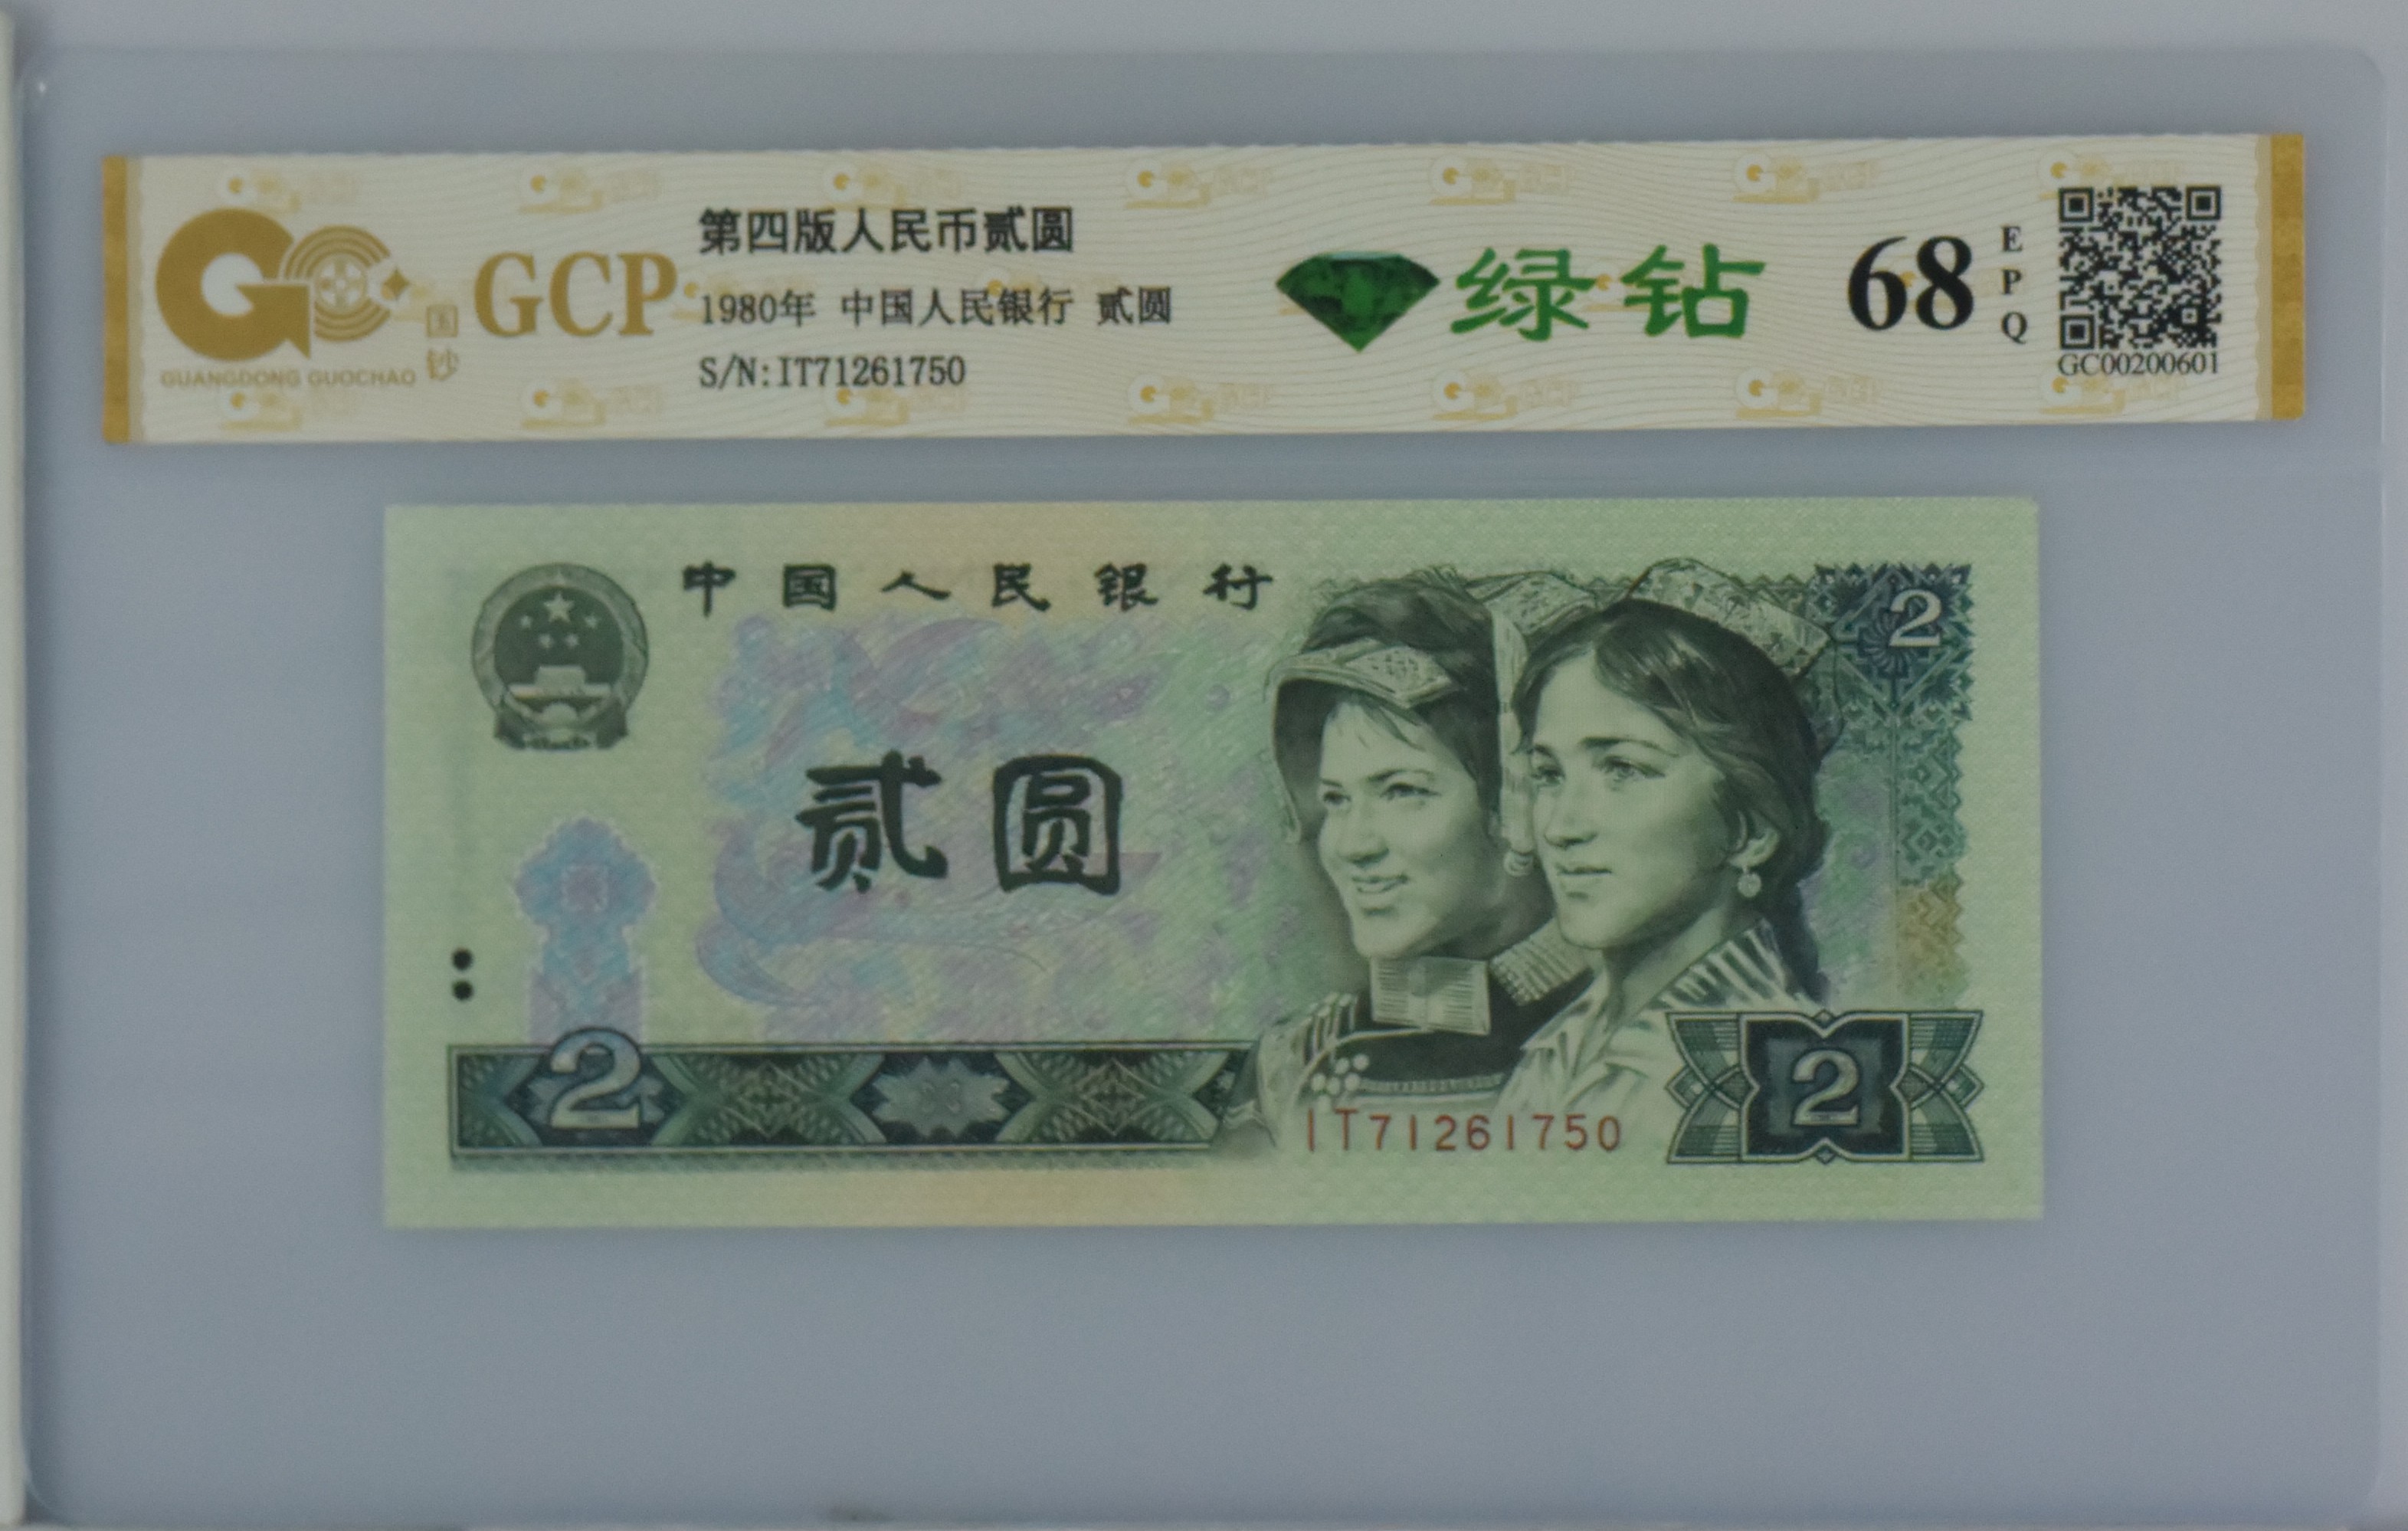 GCP
国钞
GUANGDONG GUOCHAO
第四版人民币贰圆
1980年 中国人民银行 贰圆
S/N:IT71261750
绿钻
68
EPQ
GC00200601
中国人民银行
2
贰圆
2
IT71261750
2